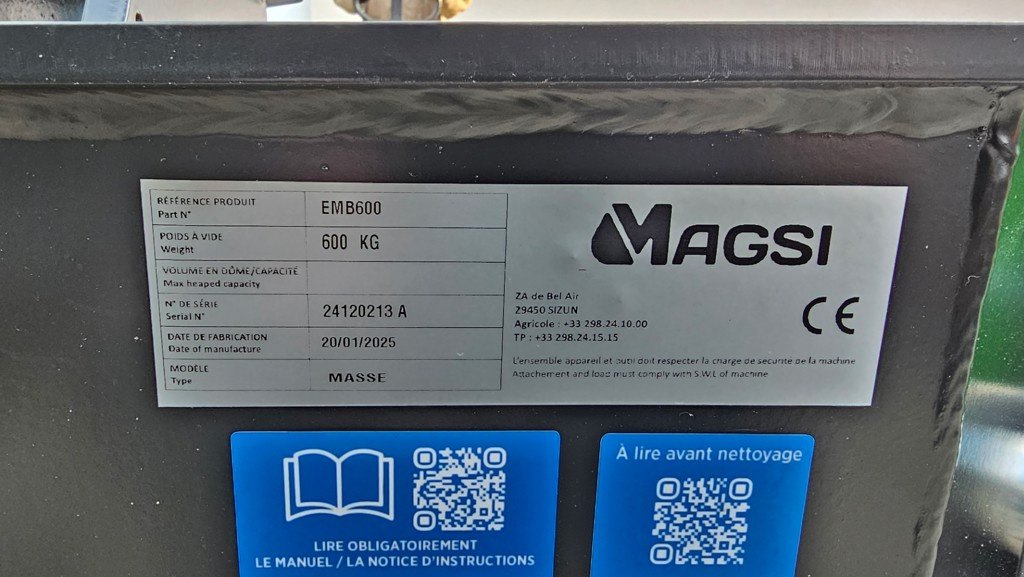 RÉFÉRENCE PRODUIT
Part N° EMB600
POIDS À VIDE
Weight 600 KG
VOLUME EN DÔME/CAPACITÉ
Max heaped capacity
N° DE SÉRIE
Serial N° 24120213 A
DATE DE FABRICATION
Date of manufacture 20/01/2025
MODÈLE
Type MASSE
MAGSI
ZA de Bel Air
29450 SIZUN
Agricole : +33 298.24.10.00
TP : +33 298.24.15.15
CE
L'ensemble appareil et outil doit respecter la charge de securite de la machine
Attachement and load must comply with S.W.L of machine
LIRE OBLIGATOIREMENT
LE MANUEL / LA NOTICE D'INSTRUCTIONS
À lire avant nettoyage